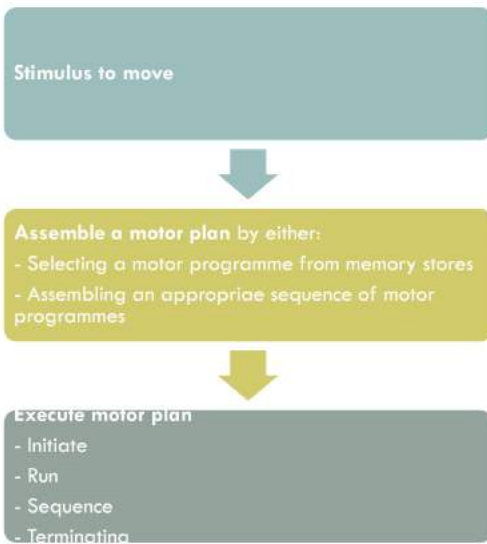 Stimulus to move
Assemble a motor plan by either:
- Selecting a motor programme from memory stores
- Assembling an appropriae sequence of motor
programmes
Execute motor plan
- Initiate
- Run
- Sequence
- Terminating